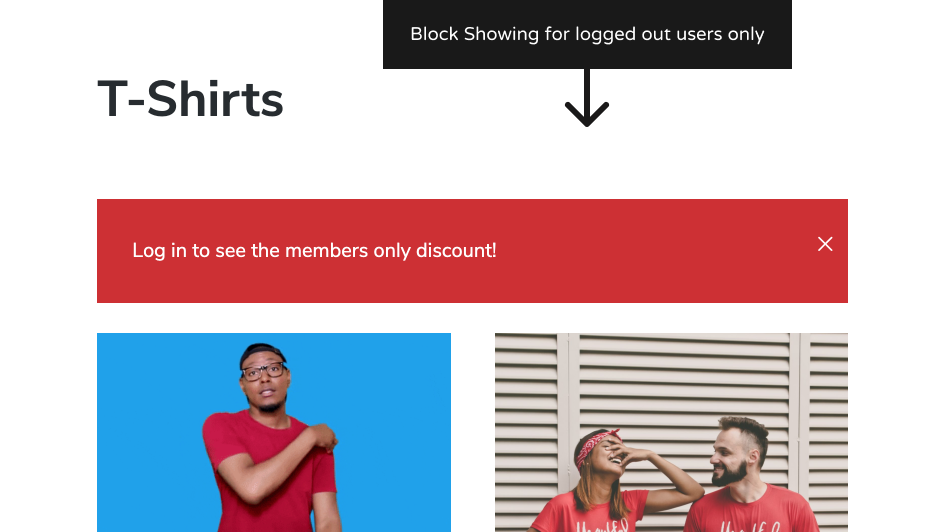 Block Showing for logged out users only
T-Shirts
Log in to see the members only discount!